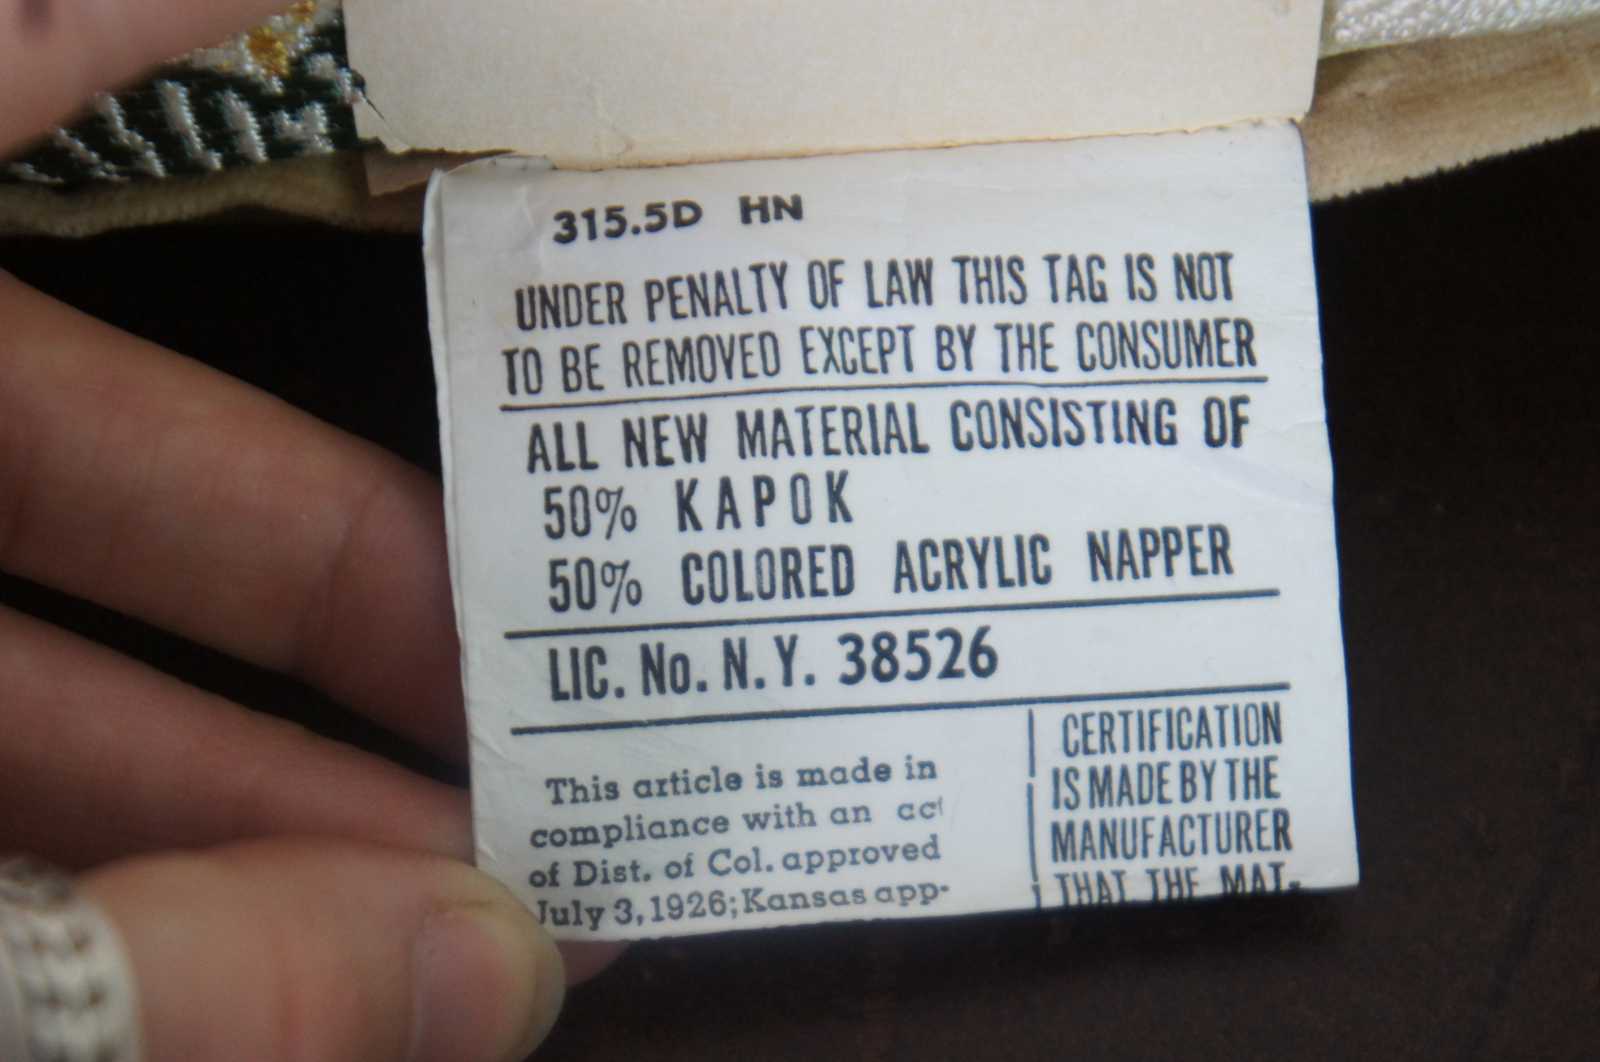 315.5D HN
UNDER PENALTY OF LAW THIS TAG IS NOT
TO BE REMOVED EXCEPT BY THE CONSUMER
ALL NEW MATERIAL CONSISTING OF
50% KAPOK
50% COLORED ACRYLIC NAPPER
LIC. No. N.Y. 38526
This article is made in
compliance with an act
of Dist. of Col. approved
July 3, 1926; Kansas app-
CERTIFICATION
IS MADE BY THE
MANUFACTURER
THAT THE MAT-